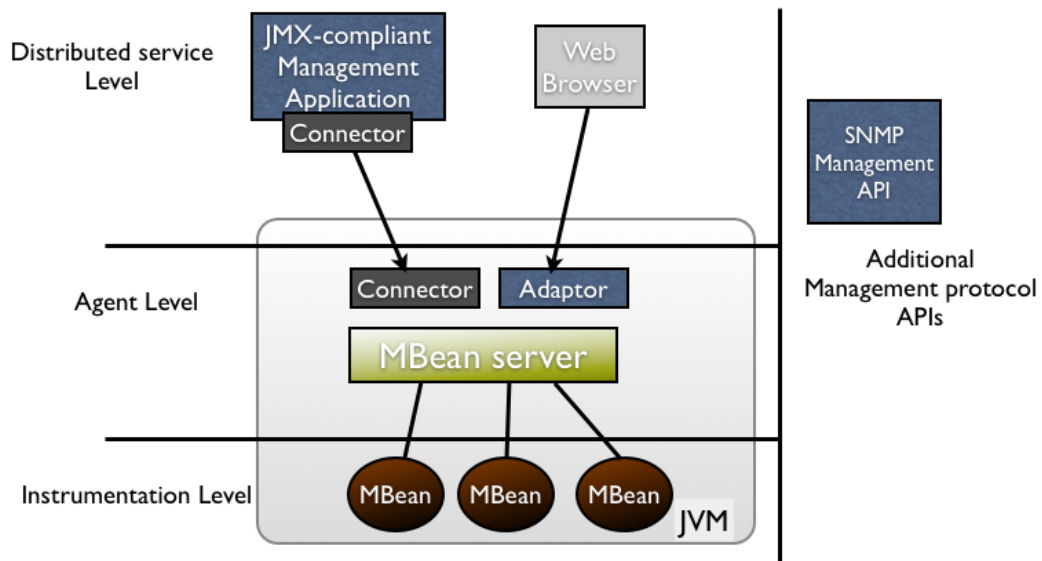 Distributed service
Level
JMX-compliant
Management
Application
Connector
Web
Browser
SNMP
Management
API
Additional
Management protocol
APIs
Agent Level
Connector
Adaptor
MBean server
Instrumentation Level
MBean
MBean
MBean
JVM